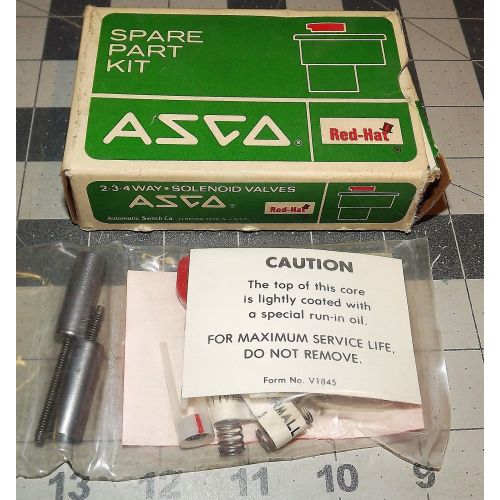 SPARE
PART
KIT
ASCO®
Red-Hat
2-3-4 WAY • SOLENOID VALVES
ASCO®
Red-Hat
Automatic Switch Co.
CAUTION
The top of this core
is lightly coated with
a special run-in oil.
FOR MAXIMUM SERVICE LIFE,
DO NOT REMOVE.
Form No. V1845
13
12
11
10
9